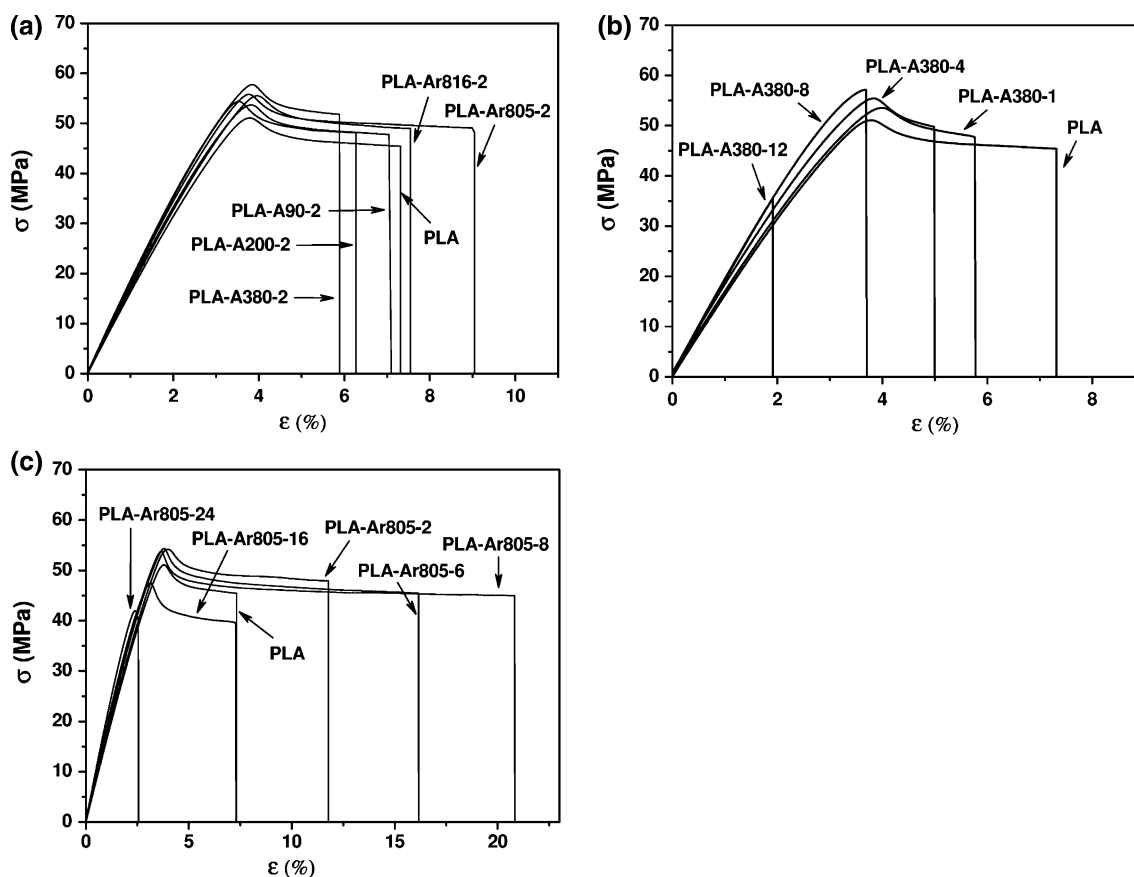 (a)
70
60
50
40
30
20
10
0
σ (MPa)
PLA-Ar816-2
PLA-Ar805-2
PLA-A90-2
PLA
PLA-A200-2
PLA-A380-2
0 2 4 6 8 10
ε (%)
(b)
70
60
50
40
30
20
10
0
σ (MPa)
PLA-A380-4
PLA-A380-8
PLA-A380-1
PLA
PLA-A380-12
0 2 4 6 8
ε (%)
(c)
70
60
50
40
30
20
10
0
σ (MPa)
PLA-Ar805-24
PLA-Ar805-16
PLA-Ar805-2
PLA-Ar805-8
PLA-Ar805-6
PLA
0 5 10 15 20
ε (%)